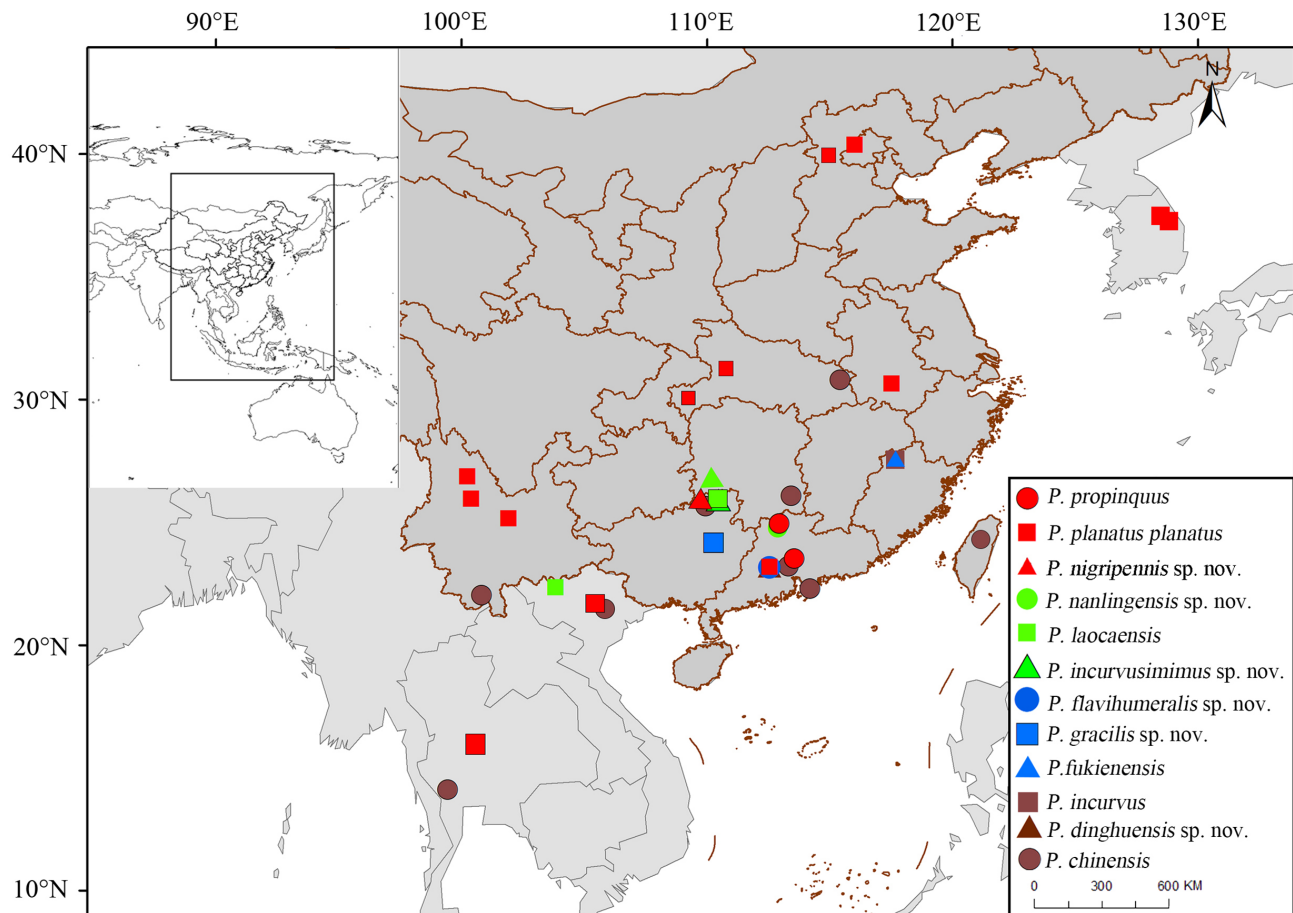 90°E 100°E 110°E 120°E 130°E
N
40°N
30°N
20°N
10°N
P. propinquus
P. planatus planatus
P. nigripennis sp. nov.
P. nanlingensis sp. nov.
P. laocaensis
P. incurvusimimus sp. nov.
P. flavihumeralis sp. nov.
P. gracilis sp. nov.
P.fukienensis
P. incurvus
P. dinghuensis sp. nov.
P. chinensis
0 300 600 KM